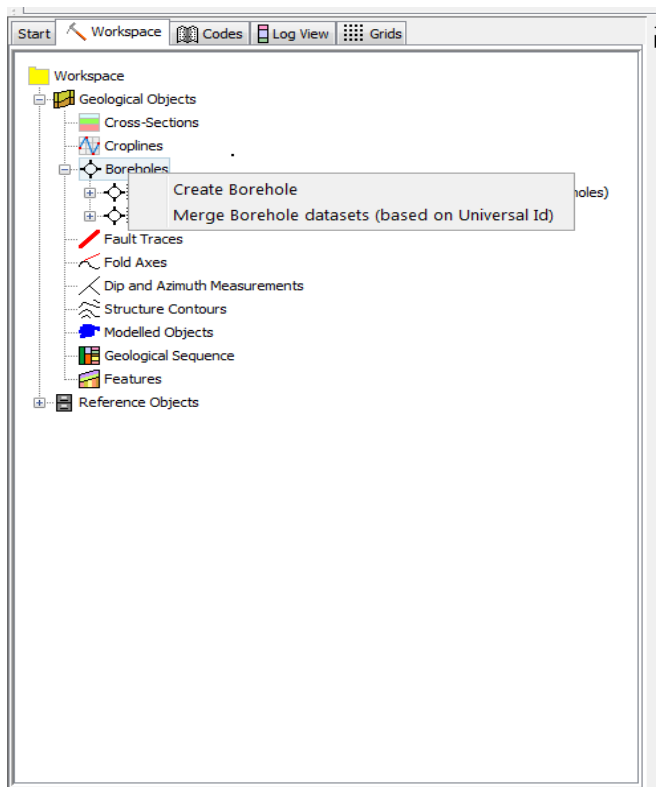 Start Workspace Codes Log View Grids
Workspace
Geological Objects
Cross-Sections
Croplines
Boreholes
Create Borehole
holes)
Merge Borehole datasets (based on Universal Id)
Fault Traces
Fold Axes
Dip and Azimuth Measurements
Structure Contours
Modelled Objects
Geological Sequence
Features
Reference Objects